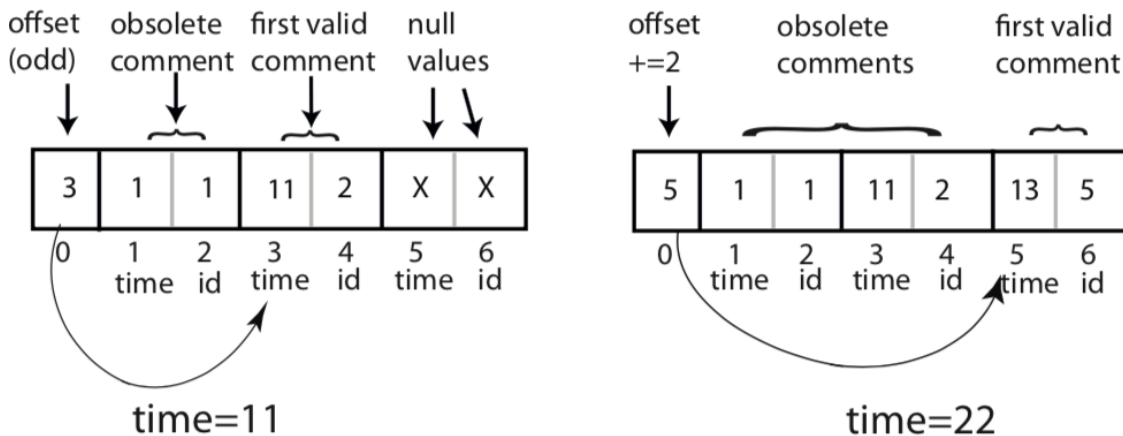 offset obsolete first valid null
(odd) comment comment values
3 1 1 11 2 X X
0 1 2 3 4 5 6
time id time id time id
time=11
offset obsolete first valid
+=2 comments comment
5 1 1 11 2 13 5
0 1 2 3 4 5 6
time id time id time id
time=22